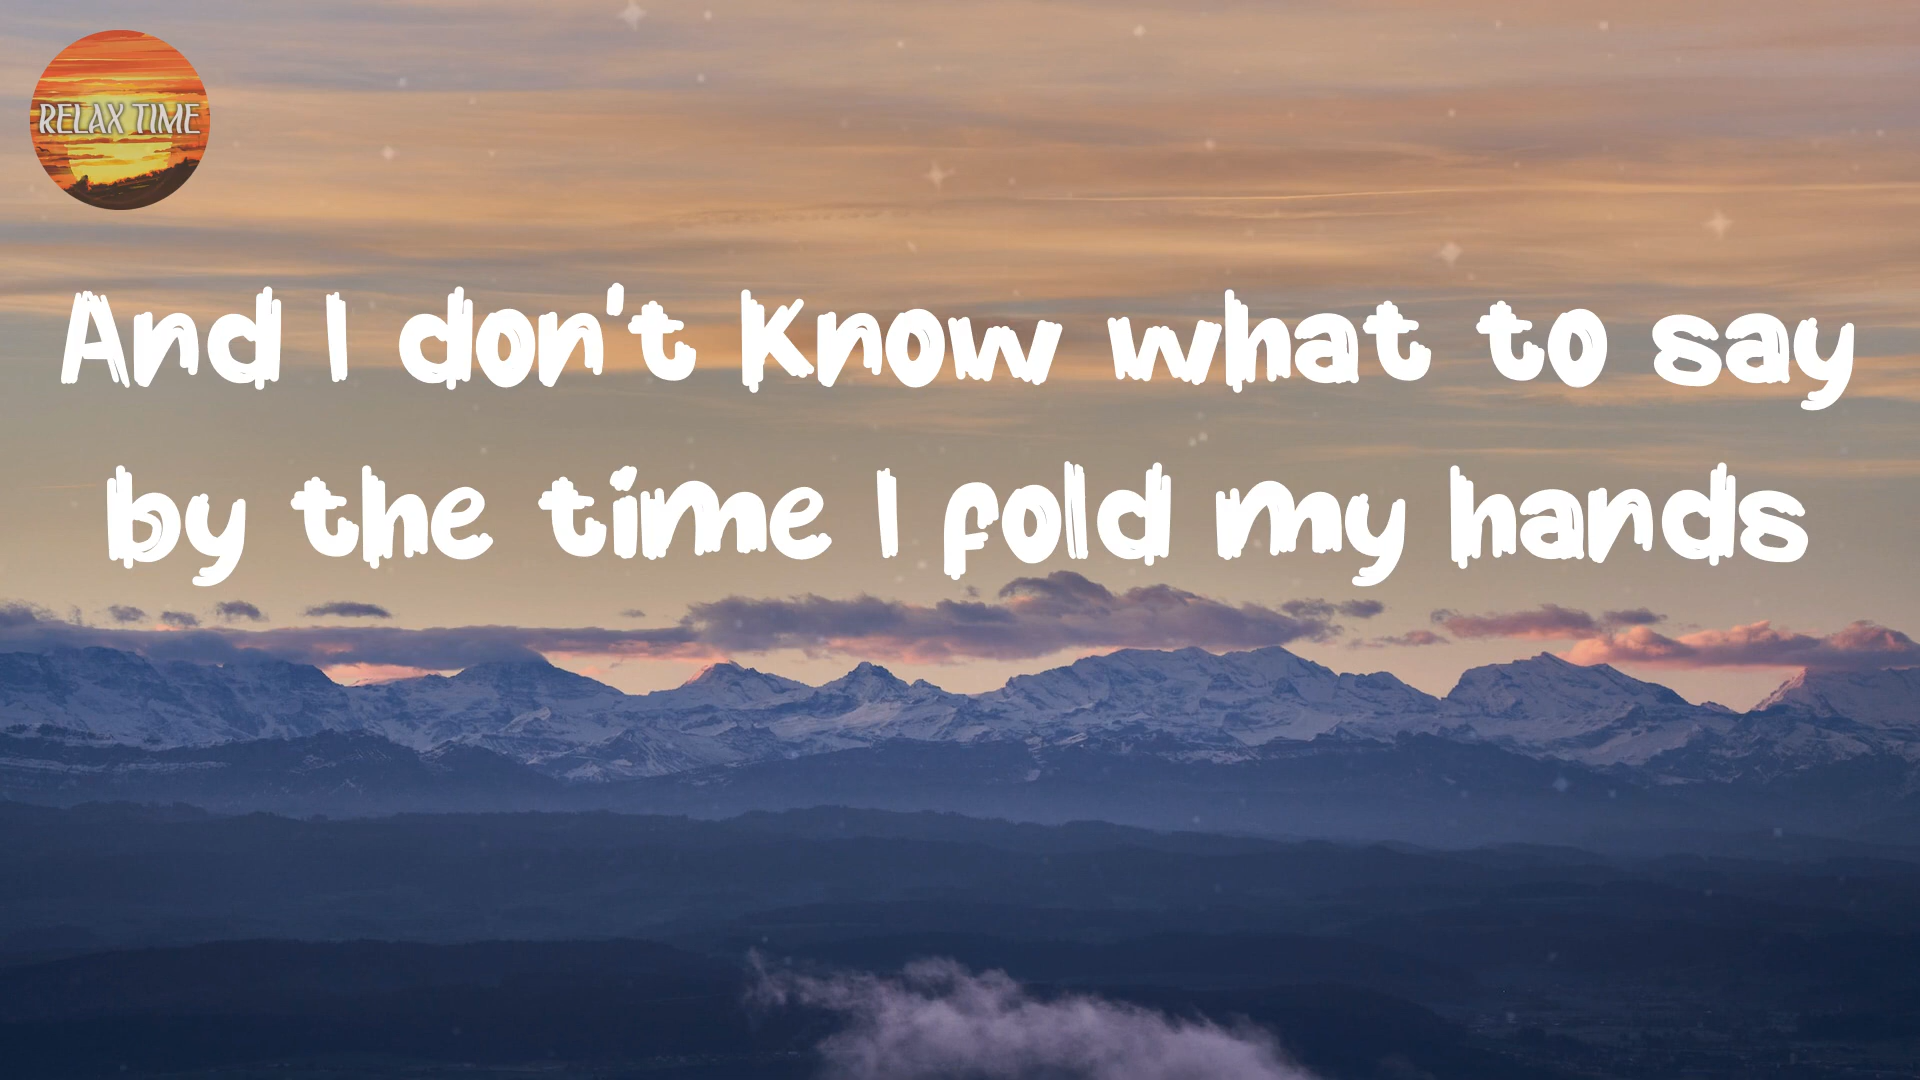 RELAX TIME
And I don't know what to say
by the time I fold my hands